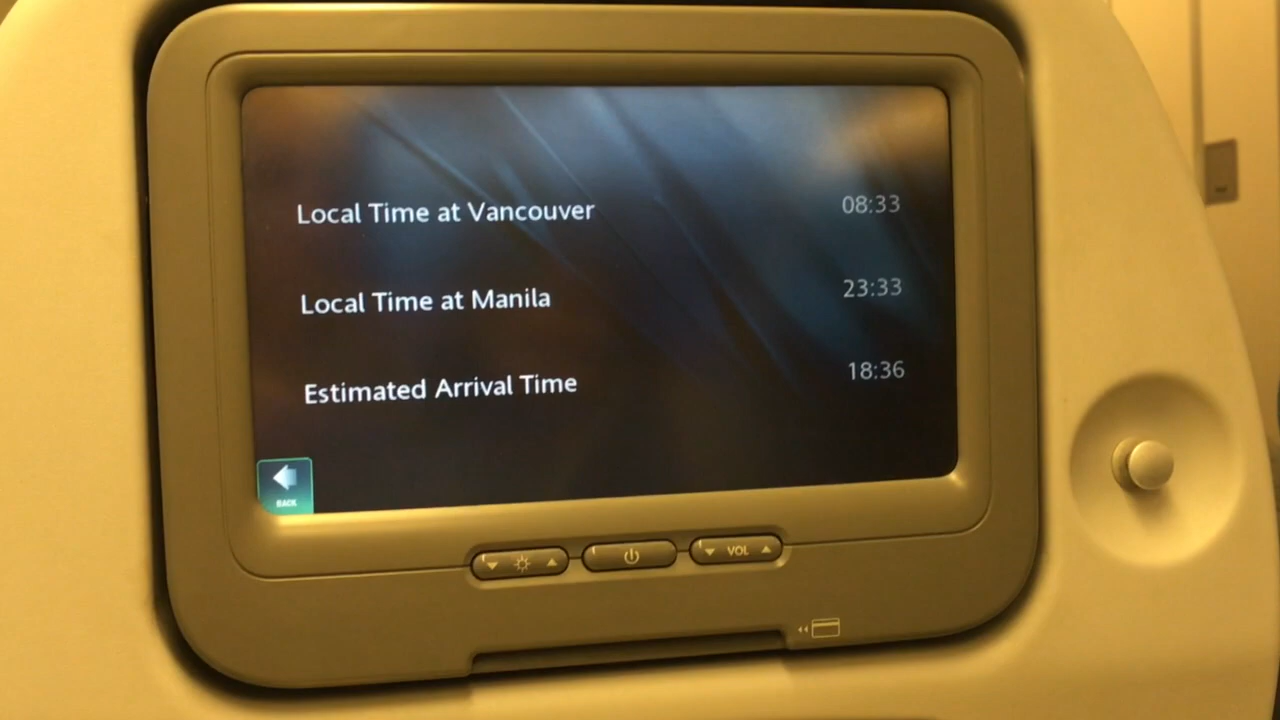 Local Time at Vancouver 08:33
Local Time at Manila 23:33
Estimated Arrival Time 18:36
BACK
VOL